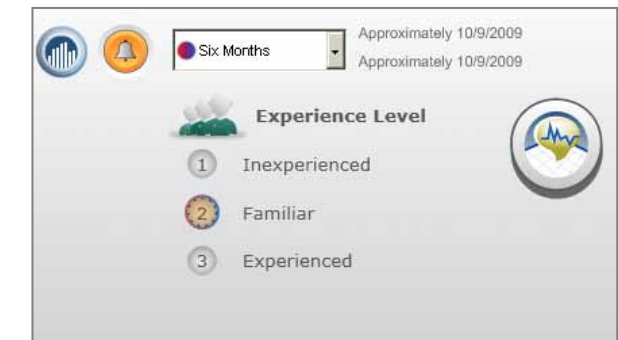 Six Months
Approximately 10/9/2009
Approximately 10/9/2009
Experience Level
1 Inexperienced
2 Familiar
3 Experienced